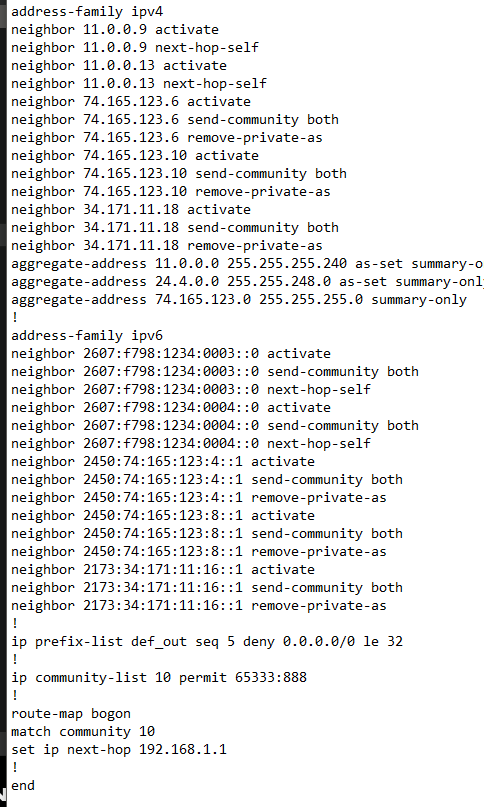 address-family ipv4
neighbor 11.0.0.9 activate
neighbor 11.0.0.9 next-hop-self
neighbor 11.0.0.13 activate
neighbor 11.0.0.13 next-hop-self
neighbor 74.165.123.6 activate
neighbor 74.165.123.6 send-community both
neighbor 74.165.123.6 remove-private-as
neighbor 74.165.123.10 activate
neighbor 74.165.123.10 send-community both
neighbor 74.165.123.10 remove-private-as
neighbor 34.171.11.18 activate
neighbor 34.171.11.18 send-community both
neighbor 34.171.11.18 remove-private-as
aggregate-address 11.0.0.0 255.255.255.240 as-set summary-o
aggregate-address 24.4.0.0 255.255.248.0 as-set summary-onl
aggregate-address 74.165.123.0 255.255.255.0 summary-only
!
address-family ipv6
neighbor 2607:f798:1234:0003::0 activate
neighbor 2607:f798:1234:0003::0 send-community both
neighbor 2607:f798:1234:0003::0 next-hop-self
neighbor 2607:f798:1234:0004::0 activate
neighbor 2607:f798:1234:0004::0 send-community both
neighbor 2607:f798:1234:0004::0 next-hop-self
neighbor 2450:74:165:123:4::1 activate
neighbor 2450:74:165:123:4::1 send-community both
neighbor 2450:74:165:123:4::1 remove-private-as
neighbor 2450:74:165:123:8::1 activate
neighbor 2450:74:165:123:8::1 send-community both
neighbor 2450:74:165:123:8::1 remove-private-as
neighbor 2173:34:171:11:16::1 activate
neighbor 2173:34:171:11:16::1 send-community both
neighbor 2173:34:171:11:16::1 remove-private-as
!
ip prefix-list def_out seq 5 deny 0.0.0.0/0 le 32
!
ip community-list 10 permit 65333:888
!
route-map bogon
match community 10
set ip next-hop 192.168.1.1
!
end